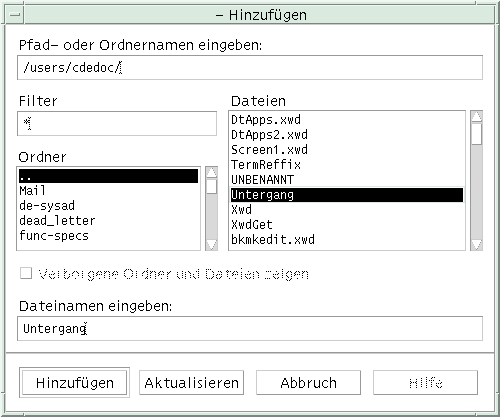 – Hinzufügen
Pfad– oder Ordnernamen eingeben:
/users/cdedoc/
Filter
*
Ordner
..
Mail
de-sysad
dead_letter
func-specs
Dateien
DtApps.xwd
DtApps2.xwd
Screen1.xwd
TermReffix
UNBENANNT
Untergang
Xwd
XwdGet
bkmkedit.xwd
Verborgene Ordner und Dateien zeigen
Dateinamen eingeben:
Untergang
Hinzufügen
Aktualisieren
Abbruch
Hilfe